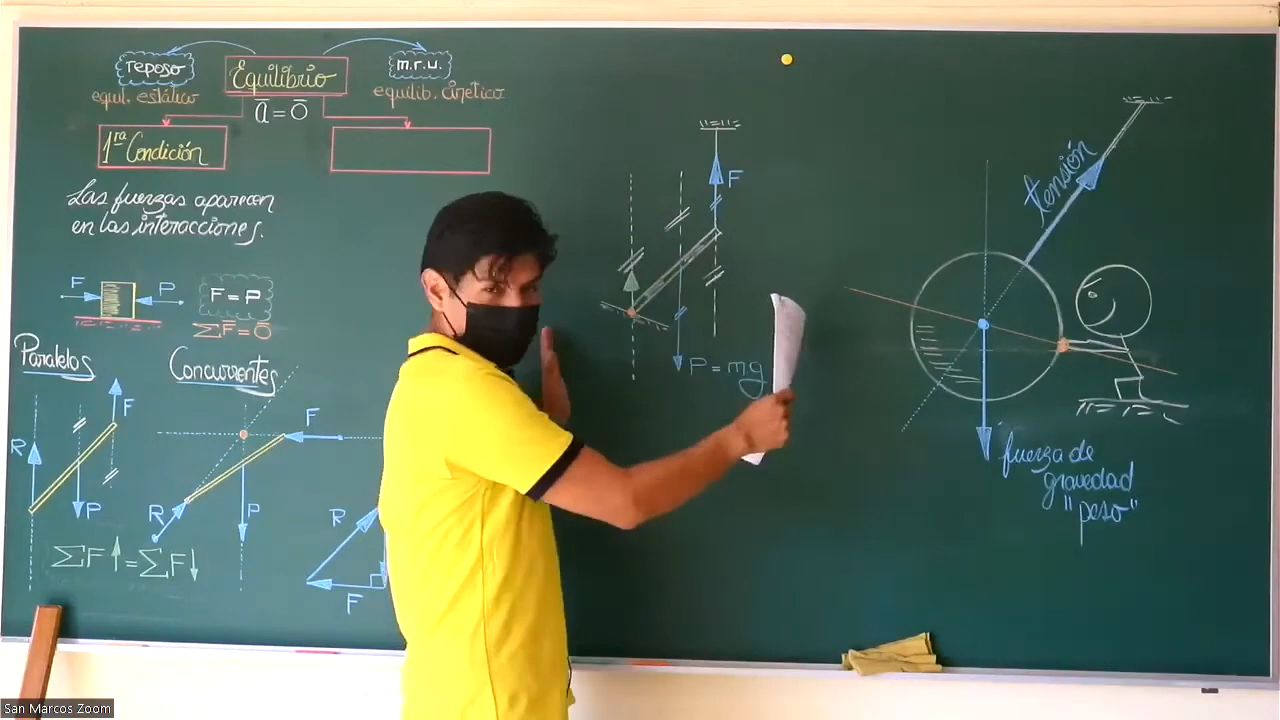 reposo
equil. estático
Equilibrio
m.r.u.
equilib. cinético
a = 0
1ra Condición
Las fuerzas aparecen
en las interacciones.
F
P
F = P
ΣF = 0
Paralelos
Concurrentes
F
R
P
ΣF↑ = ΣF↓
F
R
P
R
F
F
P = mg
tensión
fuerza de
gravedad
"peso"
San Marcos Zoom